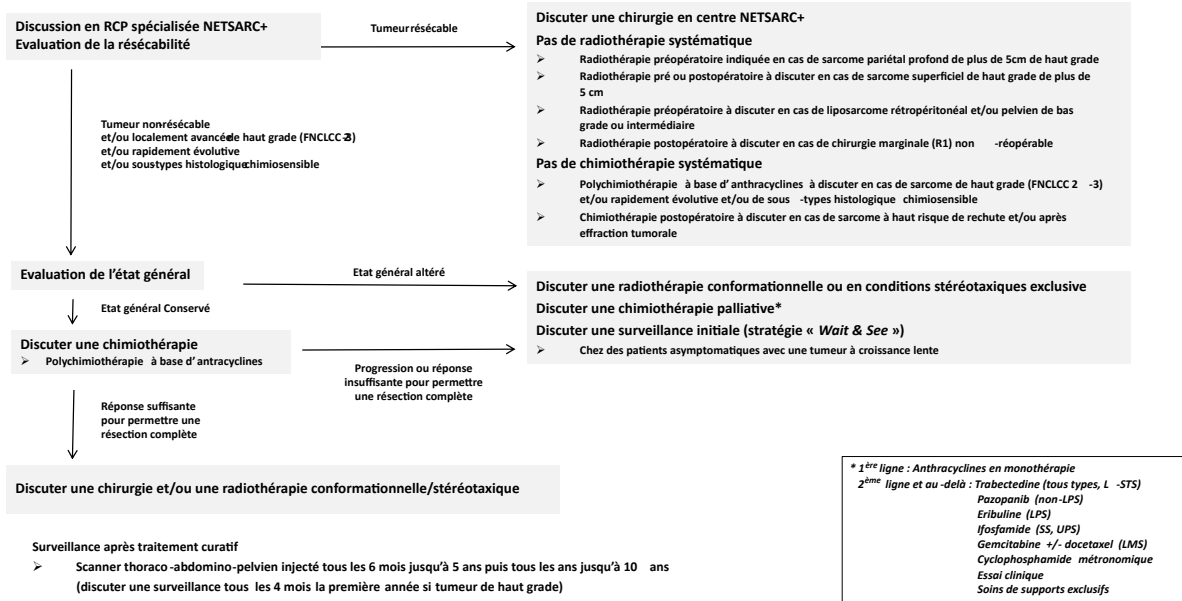 Discussion en RCP spécialisée NETSARC+
Evaluation de la résécabilité
Tumeur résécable
Discuter une chirurgie en centre NETSARC+
Pas de radiothérapie systématique
➢ Radiothérapie préopératoire indiquée en cas de sarcome pariétal profond de plus de 5cm de haut grade
➢ Radiothérapie pré ou postopératoire à discuter en cas de sarcome superficiel de haut grade de plus de
5 cm
➢ Radiothérapie préopératoire à discuter en cas de liposarcome rétropéritonéal et/ou pelvien de bas
grade ou intermédiaire
➢ Radiothérapie postopératoire à discuter en cas de chirurgie marginale (R1) non -réopérable
Pas de chimiothérapie systématique
➢ Polychimiothérapie à base d'anthracyclines à discuter en cas de sarcome de haut grade (FNCLCC 2 -3)
et/ou rapidement évolutive et/ou de sous -types histologique chimiosensible
➢ Chimiothérapie postopératoire à discuter en cas de sarcome à haut risque de rechute et/ou après
effraction tumorale
Tumeur nonrésécable
et/ou localement avancée de haut grade (FNCLCC 2-3)
et/ou rapidement évolutive
et/ou soustypes histologique chimiosensible
Evaluation de l'état général
Etat général altéré
Discuter une radiothérapie conformationnelle ou en conditions stéréotaxiques exclusive
Discuter une chimiothérapie palliative*
Discuter une surveillance initiale (stratégie « Wait & See »)
➢ Chez des patients asymptomatiques avec une tumeur à croissance lente
Etat général Conservé
Discuter une chimiothérapie
➢ Polychimiothérapie à base d'antracyclines
Progression ou réponse
insuffisante pour permettre
une résection complète
Réponse suffisante
pour permettre une
résection complète
Discuter une chirurgie et/ou une radiothérapie conformationnelle/stéréotaxique
Surveillance après traitement curatif
➢ Scanner thoraco -abdomino-pelvien injecté tous les 6 mois jusqu'à 5 ans puis tous les ans jusqu'à 10 ans
(discuter une surveillance tous les 4 mois la première année si tumeur de haut grade)
* 1ère ligne : Anthracyclines en monothérapie
2ème ligne et au -delà : Trabectedine (tous types, L -STS)
Pazopanib (non-LPS)
Eribuline (LPS)
Ifosfamide (SS, UPS)
Gemcitabine +/- docetaxel (LMS)
Cyclophosphamide métronomique
Essai clinique
Soins de supports exclusifs